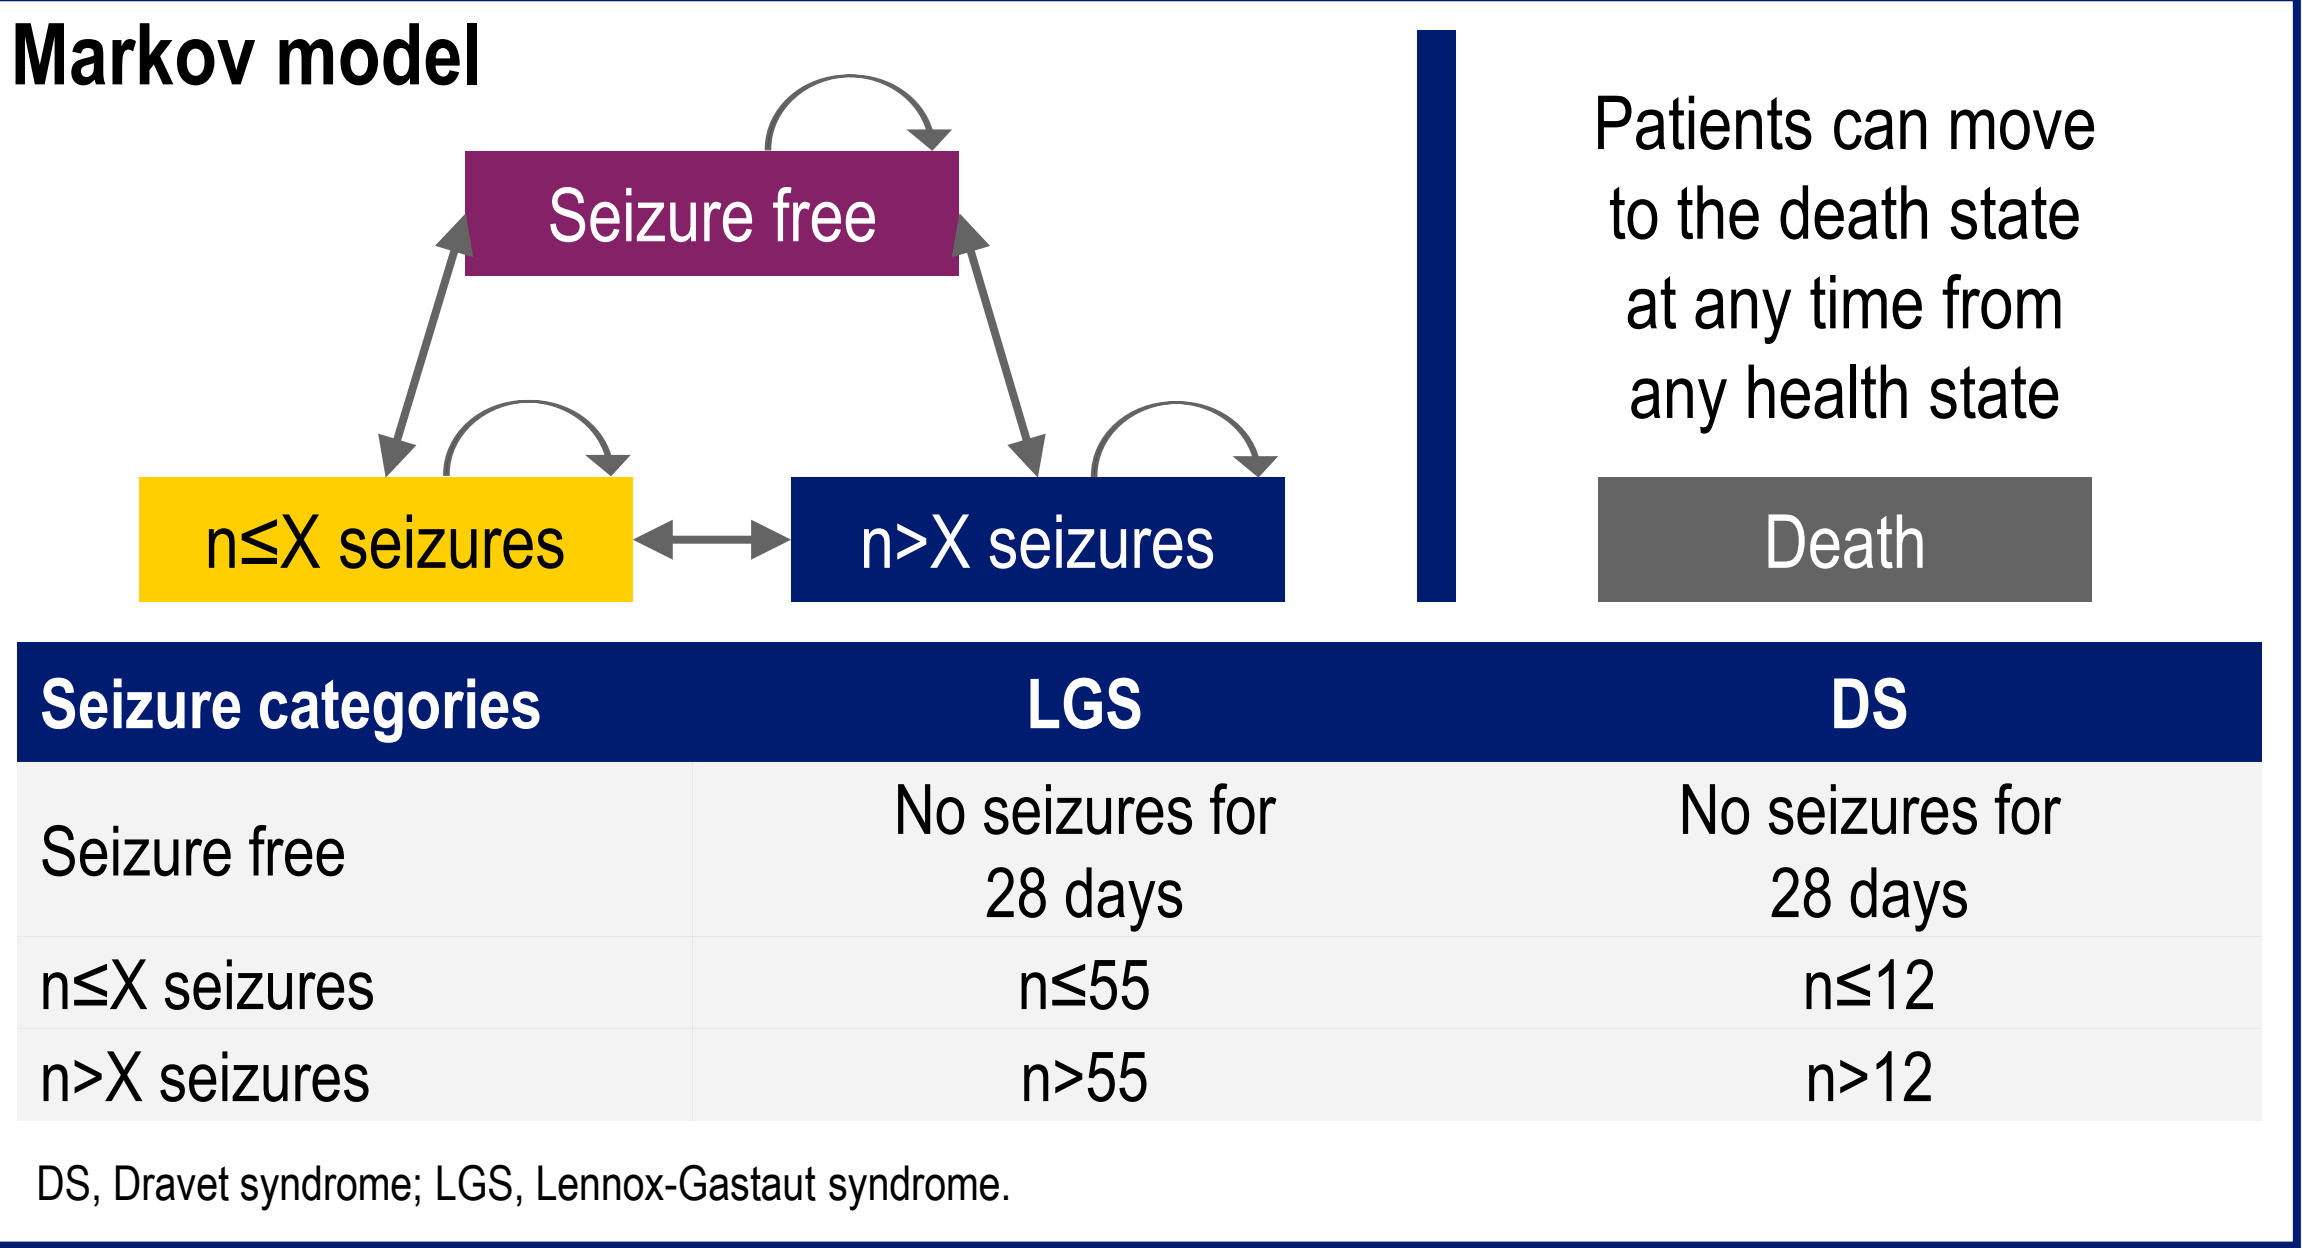 Markov model
Seizure free
n≤X seizures
n>X seizures
Patients can move
to the death state
at any time from
any health state
Death
Seizure categories LGS DS
Seizure free No seizures for 28 days No seizures for 28 days
n≤X seizures n≤55 n≤12
n>X seizures n>55 n>12
DS, Dravet syndrome; LGS, Lennox-Gastaut syndrome.